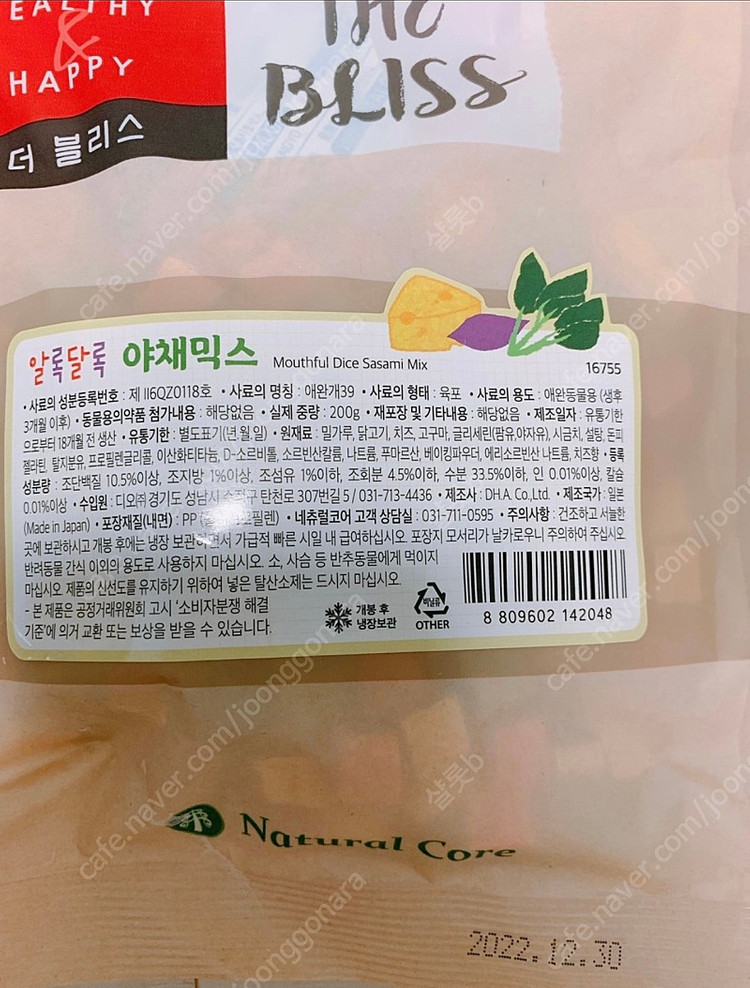 EALTHY
&
HAPPY
더 블리스
THE
BLISS
알록달록 야채믹스 Mouthful Dice Sasami Mix 16755
• 사료의 성분등록번호 : 제 II6QZ0118호 • 사료의 명칭 : 애완개39 • 사료의 형태 : 육포 • 사료의 용도 : 애완동물용 (생후
3개월 이후) • 동물용의약품 첨가내용 : 해당없음 • 실제 중량 : 200g • 재포장 및 기타내용 : 해당없음 • 제조일자 : 유통기한
으로부터 18개월 전 생산 • 유통기한 : 별도표기(년.월.일) • 원재료 : 밀가루, 닭고기, 치즈, 고구마, 글리세린(팜유,야자유), 시금치, 설탕, 돈피
젤라틴, 탈지분유, 프로필렌글리콜, 이산화티타늄, D-소르비톨, 소르빈산칼륨, 나트륨, 푸마르산, 베이킹파우더, 에리소르빈산 나트륨, 치즈향 • 등록
성분량 : 조단백질 10.5%이상, 조지방 1%이상, 조섬유 1%이하, 조회분 4.5%이하, 수분 33.5%이하, 인 0.01%이상, 칼슘
0.01%이상 • 수입원 : 디오㈜ 경기도 성남시 구 탄천로 307번길 5 / 031-713-4436 • 제조사 : DH.A. Co.,Ltd. • 제조국가 : 일본
(Made in Japan) • 포장재질(내면) : PP 필렌) • 네츄럴코어 고객 상담실 : 031-711-0595 • 주의사항 : 건조하고 서늘한
곳에 보관하시고 개봉 후에는 냉장 보관하면서 가급적 빠른 시일 내 급여하십시오. 포장지 모서리가 날카로우니 주의하여 주십시오
반려동물 간식 이외의 용도로 사용하지 마십시오. 소, 사슴 등 반추동물에게 먹이지
마십시오. 제품의 신선도를 유지하기 위하여 넣은 탈산소제는 드시지 마십시오.
- 본 제품은 공정거래위원회 고시 '소비자분쟁 해결
기준'에 의거 교환 또는 보상을 받을 수 있습니다.
개봉 후
냉장보관
비닐류
OTHER
8 809602 142048
Natural Core
2022.12.30
cafe.naver.com/joonggonara
샬롯b